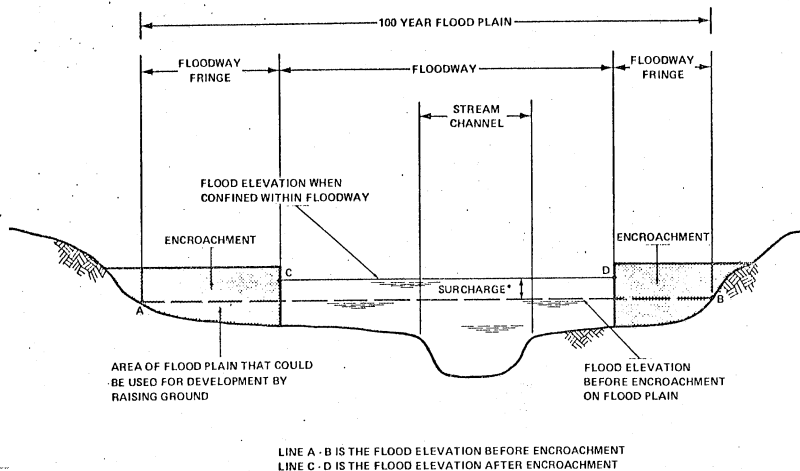 100 YEAR FLOOD PLAIN
FLOODWAY
FRINGE
FLOODWAY
FLOODWAY
FRINGE
STREAM
CHANNEL
FLOOD ELEVATION WHEN
CONFINED WITHIN FLOODWAY
ENCROACHMENT
ENCROACHMENT
C
D
SURCHARGE*
A
B
AREA OF FLOOD PLAIN THAT COULD
BE USED FOR DEVELOPMENT BY
RAISING GROUND
FLOOD ELEVATION
BEFORE ENCROACHMENT
ON FLOOD PLAIN
LINE A - B IS THE FLOOD ELEVATION BEFORE ENCROACHMENT
LINE C - D IS THE FLOOD ELEVATION AFTER ENCROACHMENT